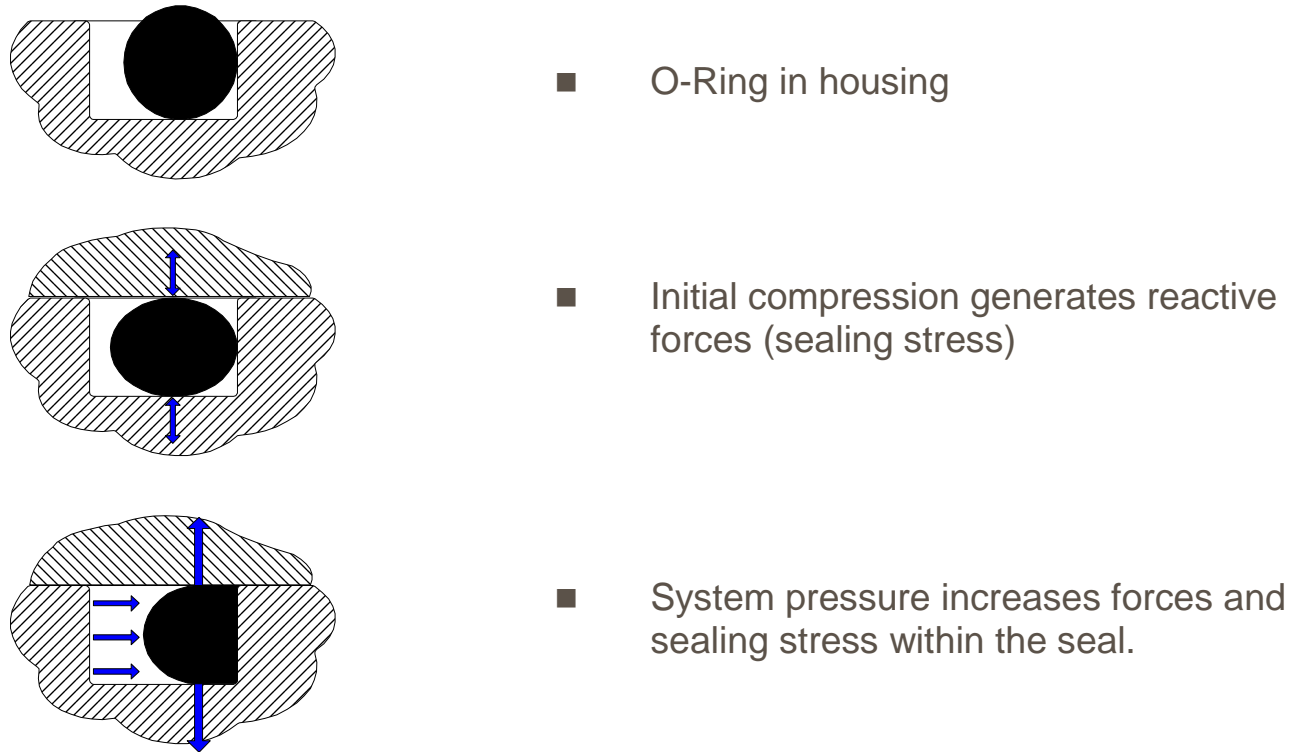 ■ O-Ring in housing
■ Initial compression generates reactive
forces (sealing stress)
■ System pressure increases forces and
sealing stress within the seal.